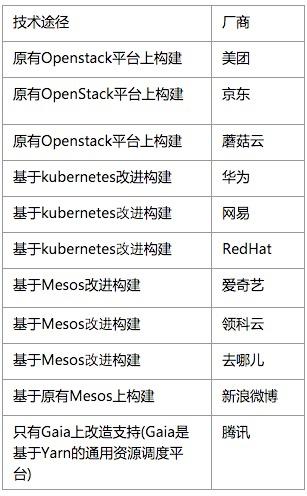 技术途径 厂商
原有Openstack平台上构建 美团
原有OpenStack平台上构建 京东
原有Openstack平台上构建 蘑菇云
基于kubernetes改进构建 华为
基于kubernetes改进构建 网易
基于kubernetes改进构建 RedHat
基于Mesos改进构建 爱奇艺
基于Mesos改进构建 领科云
基于Mesos改进构建 去哪儿
基于原有Mesos上构建 新浪微博
只有Gaia上改造支持(Gaia是 腾讯
基于Yarn的通用资源调度平
台)